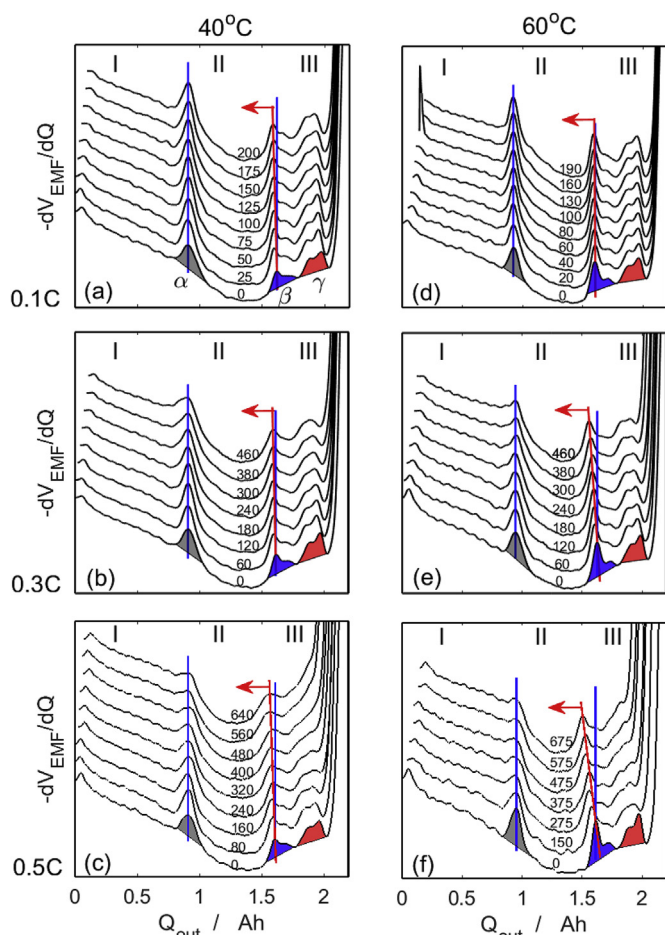 40°C
60°C
I II III
I II III
200
175
150
125
100
75
50
25
0
190
160
130
100
80
60
40
20
0
-dV_EMF/dQ
0.1C
(a)
α
β
γ
(d)
I II III
I II III
460
380
300
240
180
120
60
0
460
380
300
240
180
120
60
0
-dV_EMF/dQ
0.3C
(b)
(e)
I II III
I II III
640
560
480
400
320
240
160
80
0
675
575
475
375
275
150
0
-dV_EMF/dQ
0.5C
(c)
(f)
0 0.5 1 1.5 2
0 0.5 1 1.5 2
Q_out / Ah
Q_out / Ah